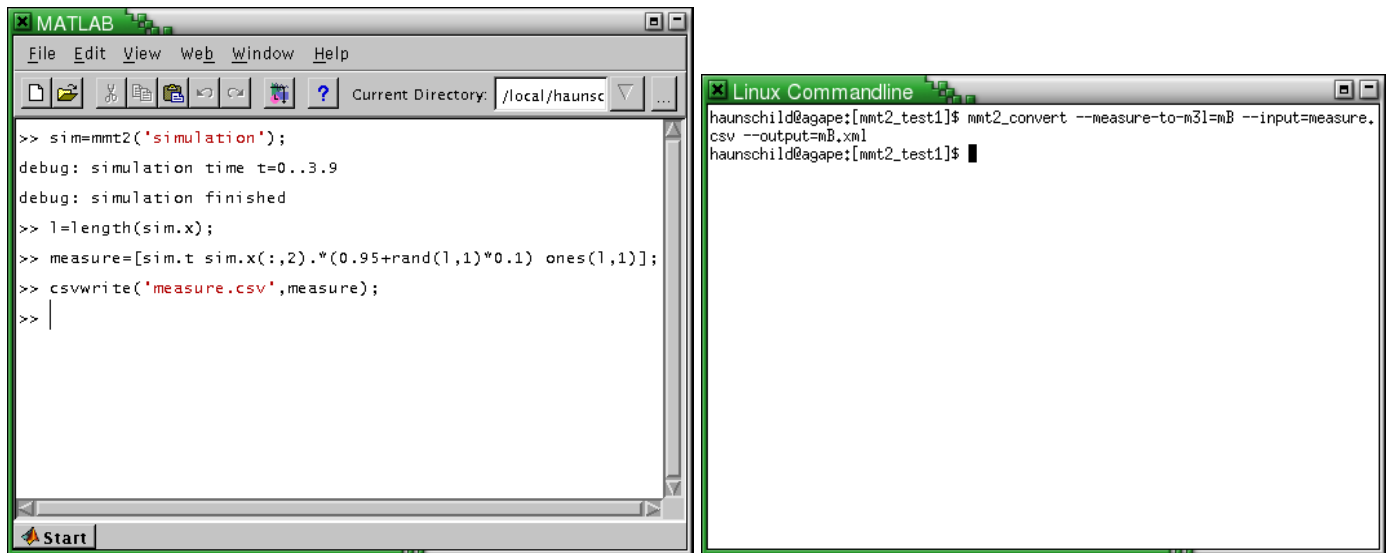 MATLAB
File Edit View Web Window Help
Current Directory: /local/haunsc
...
>> sim=mmt2('simulation');
debug: simulation time t=0..3.9
debug: simulation finished
>> l=length(sim.x);
>> measure=[sim.t sim.x(:,2).*(0.95+rand(l,1)*0.1) ones(l,1)];
>> csvwrite('measure.csv',measure);
>>
Start
Linux Commandline
haunschild@agape:[mmt2_test1]$ mmt2_convert --measure-to-m3l=mB --input=measure.
csv --output=mB.xml
haunschild@agape:[mmt2_test1]$